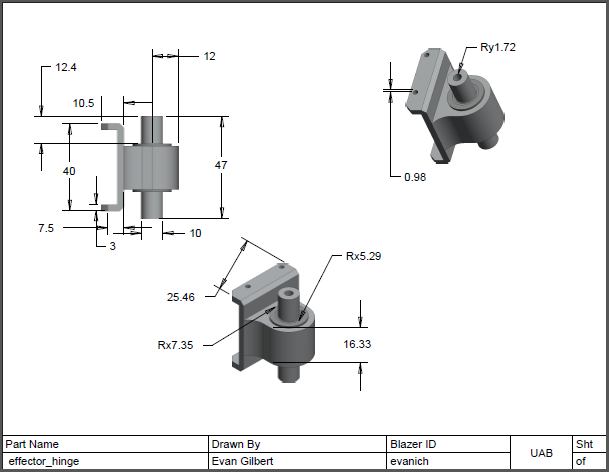 Ry1.72
12
12.4
10.5
40
47
0.98
7.5
3
10
Rx5.29
25.46
Rx7.35
16.33
Part Name
Drawn By
Blazer ID
UAB
Sht
effector_hinge
Evan Gilbert
evanich
of